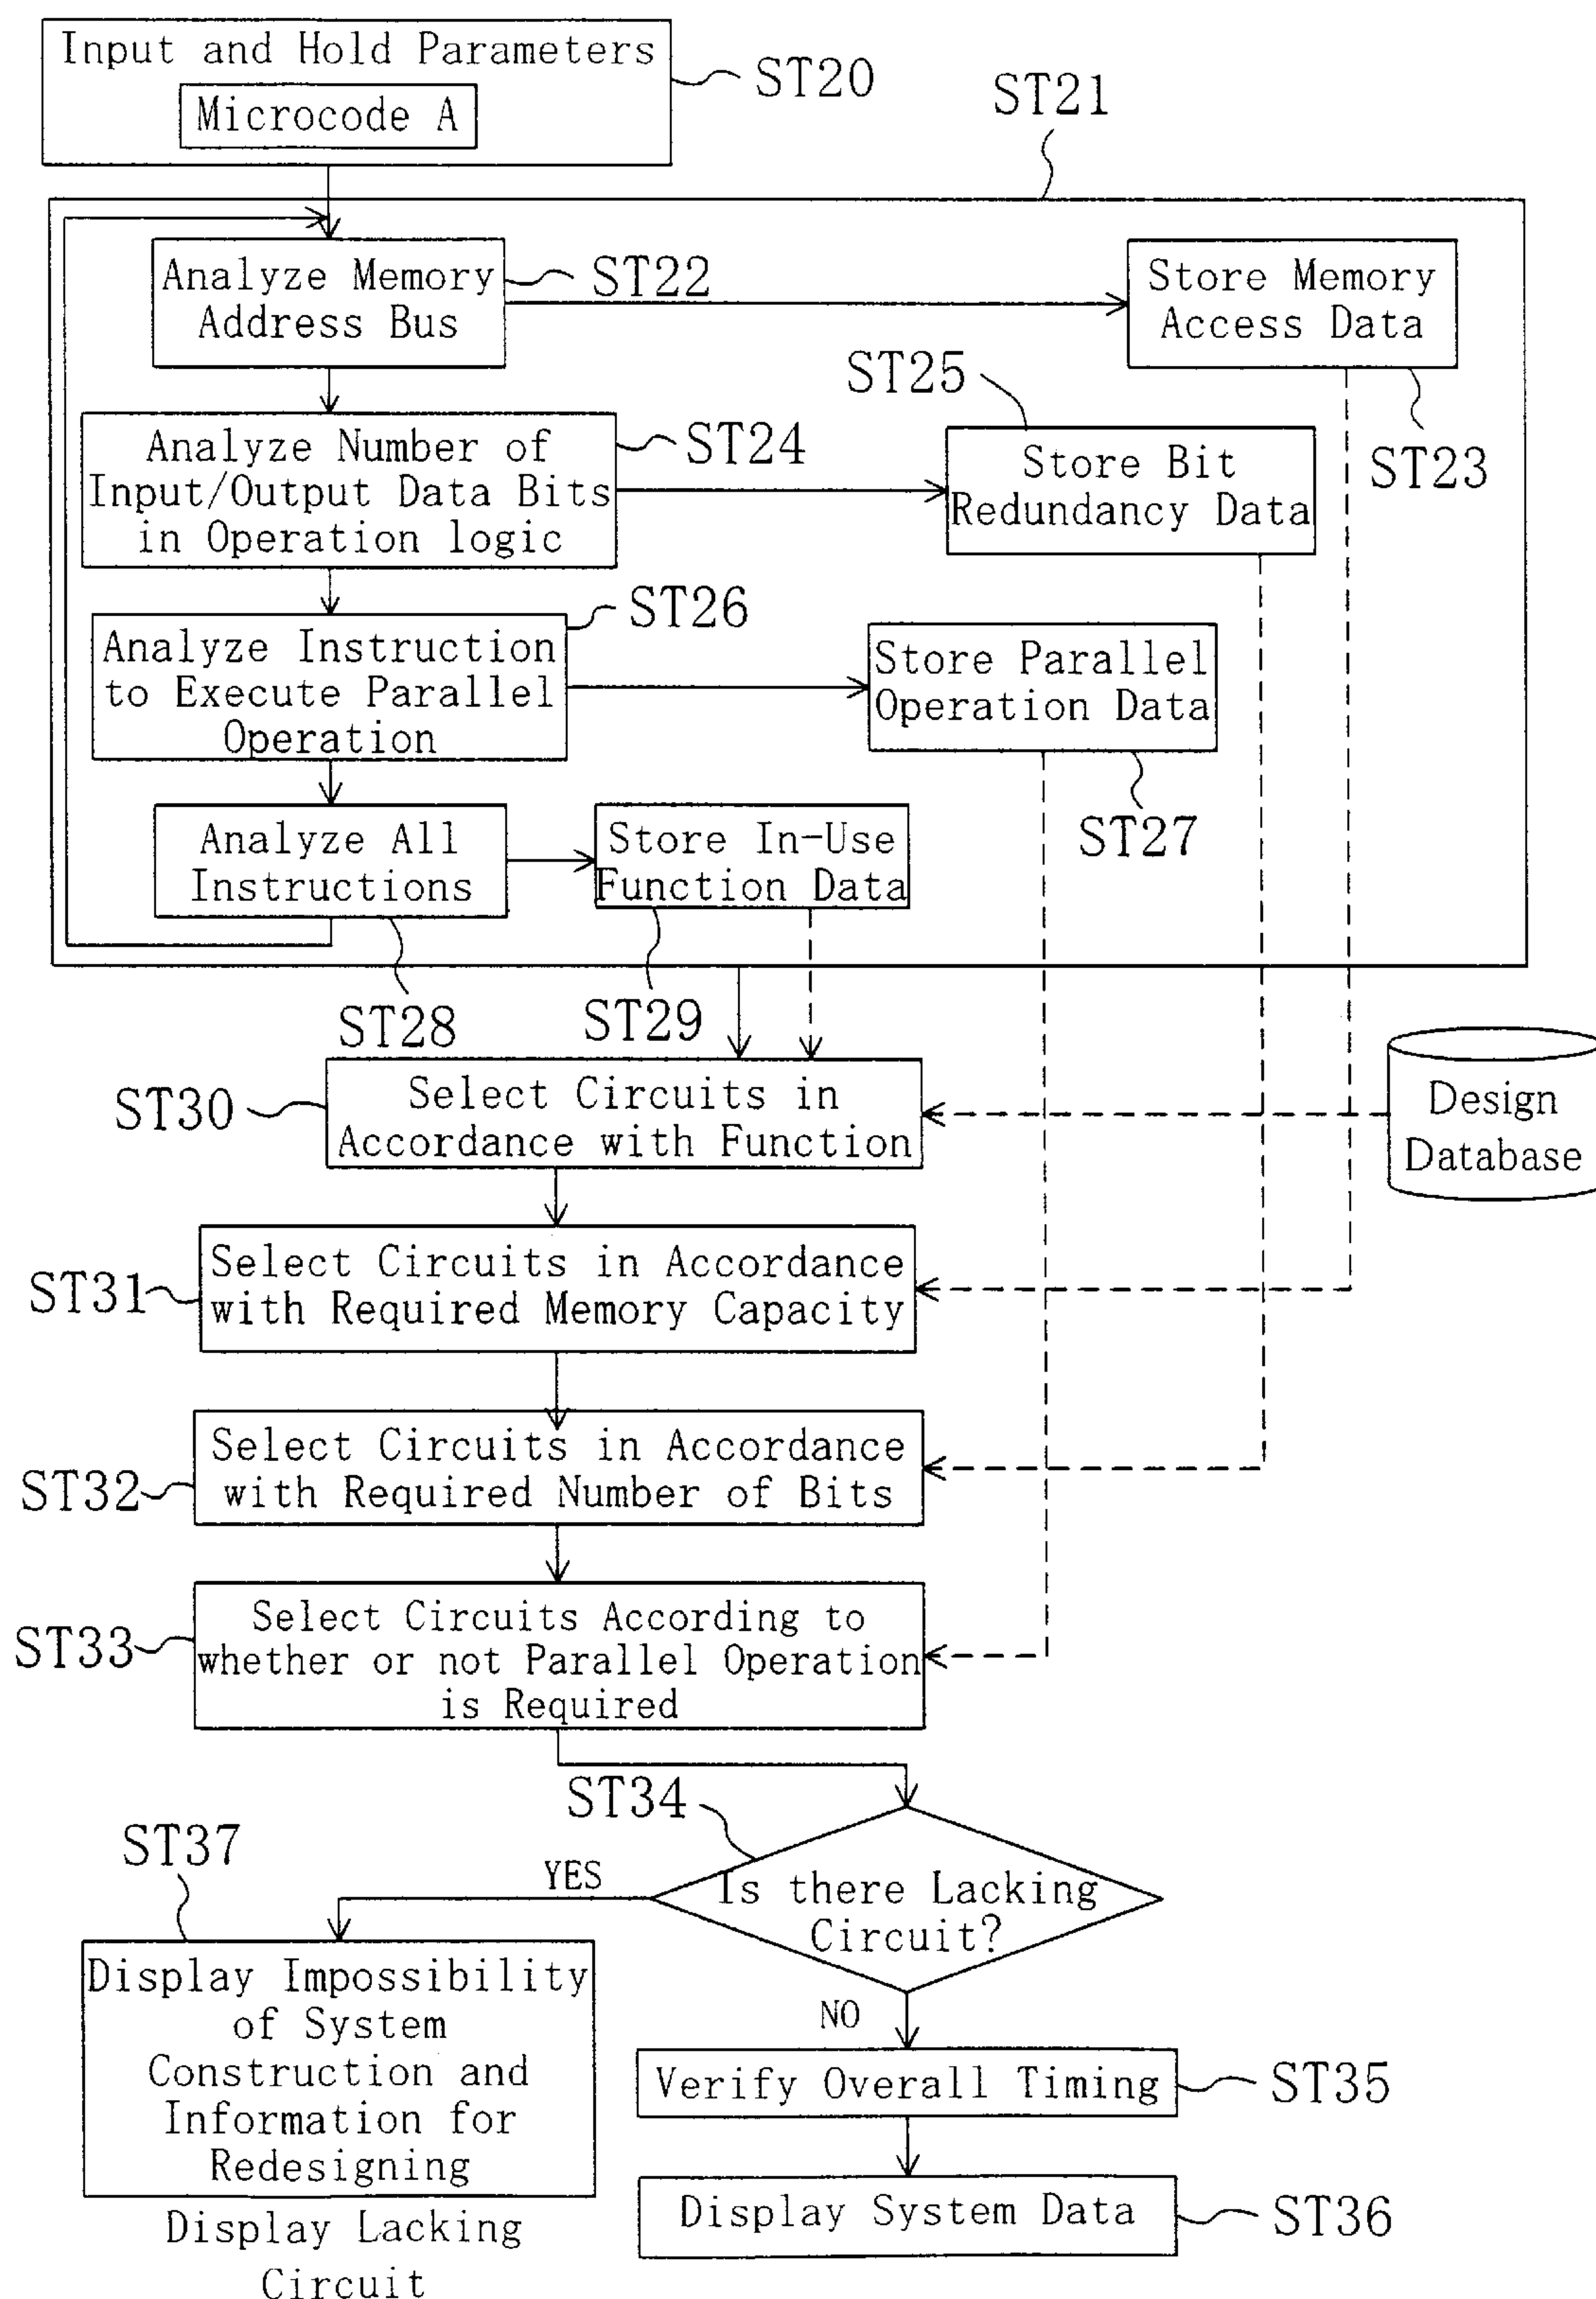 Input and Hold Parameters
Microcode A
ST20
ST21
Analyze Memory
Address Bus
ST22
Store Memory
Access Data
ST23
Analyze Number of
Input/Output Data Bits
in Operation logic
ST24
ST25
Store Bit
Redundancy Data
Analyze Instruction
to Execute Parallel
Operation
ST26
Store Parallel
Operation Data
ST27
Analyze All
Instructions
ST28
Store In-Use
Function Data
ST29
ST30
Select Circuits in
Accordance with Function
Design
Database
ST31
Select Circuits in Accordance
with Required Memory Capacity
ST32
Select Circuits in Accordance
with Required Number of Bits
ST33
Select Circuits According to
whether or not Parallel Operation
is Required
ST34
Is there Lacking
Circuit?
YES
NO
ST37
Display Impossibility
of System
Construction and
Information for
Redesigning
Display Lacking
Circuit
Verify Overall Timing
ST35
Display System Data
ST36